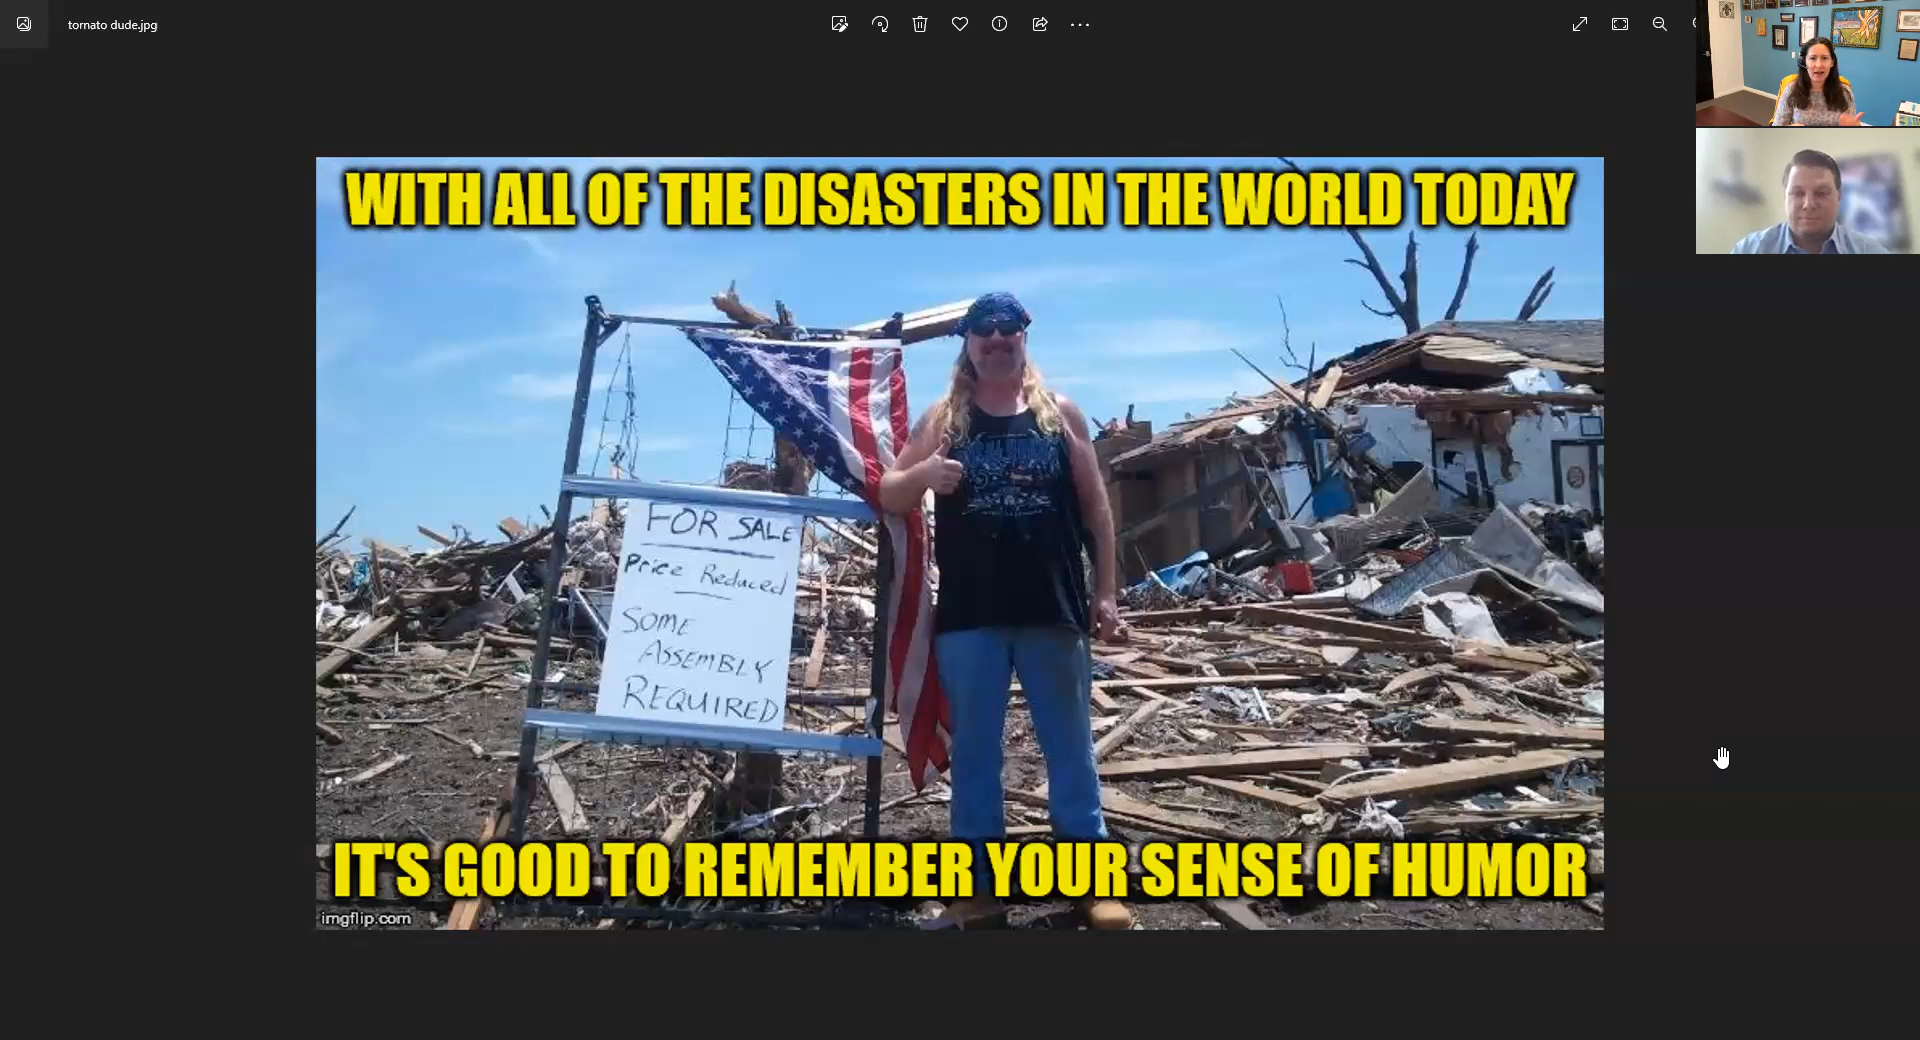 tornato dude.jpg
WITH ALL OF THE DISASTERS IN THE WORLD TODAY
FOR SALE
Price Reduced
SOME
ASSEMBLY
REQUIRED
IT'S GOOD TO REMEMBER YOUR SENSE OF HUMOR
imgflip.com